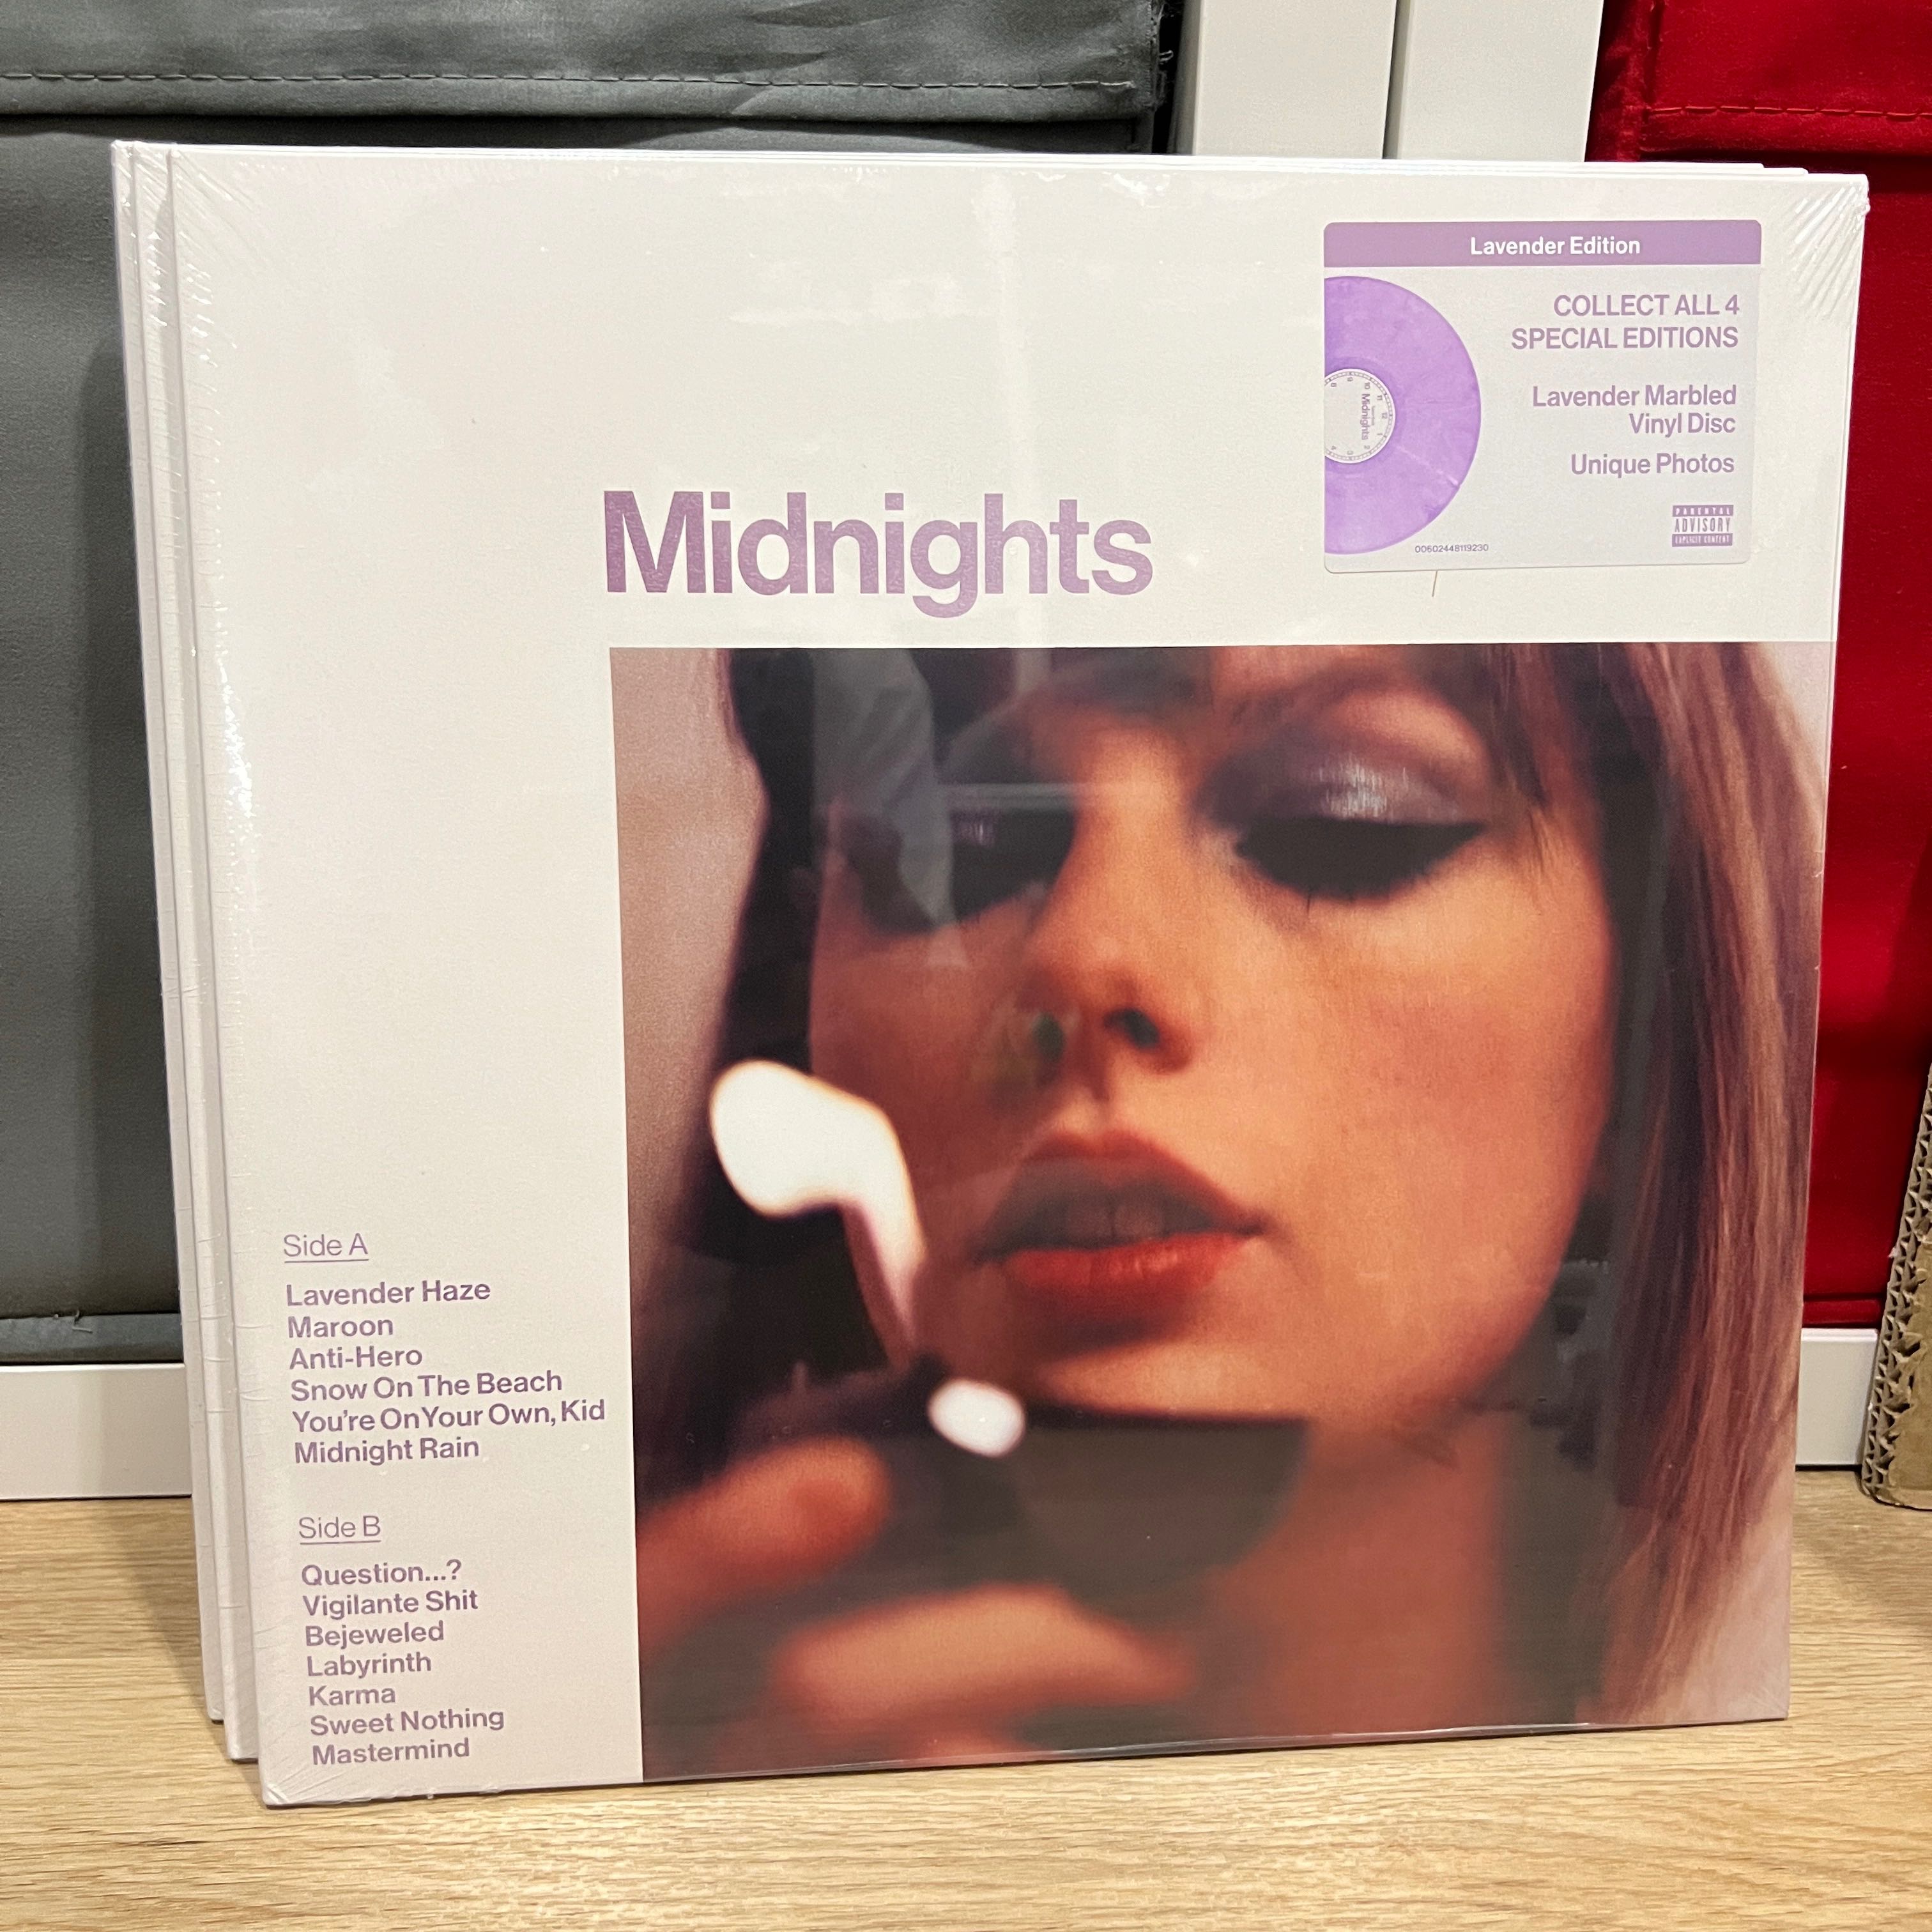 Lavender Edition
COLLECT ALL 4
SPECIAL EDITIONS
Lavender Marbled
Vinyl Disc
Unique Photos
PARENTAL
ADVISORY
EXPLICIT CONTENT
00602448119230
Midnights
Midnights
Side A
Lavender Haze
Maroon
Anti-Hero
Snow On The Beach
You're On Your Own, Kid
Midnight Rain
Side B
Question...?
Vigilante Shit
Bejeweled
Labyrinth
Karma
Sweet Nothing
Mastermind